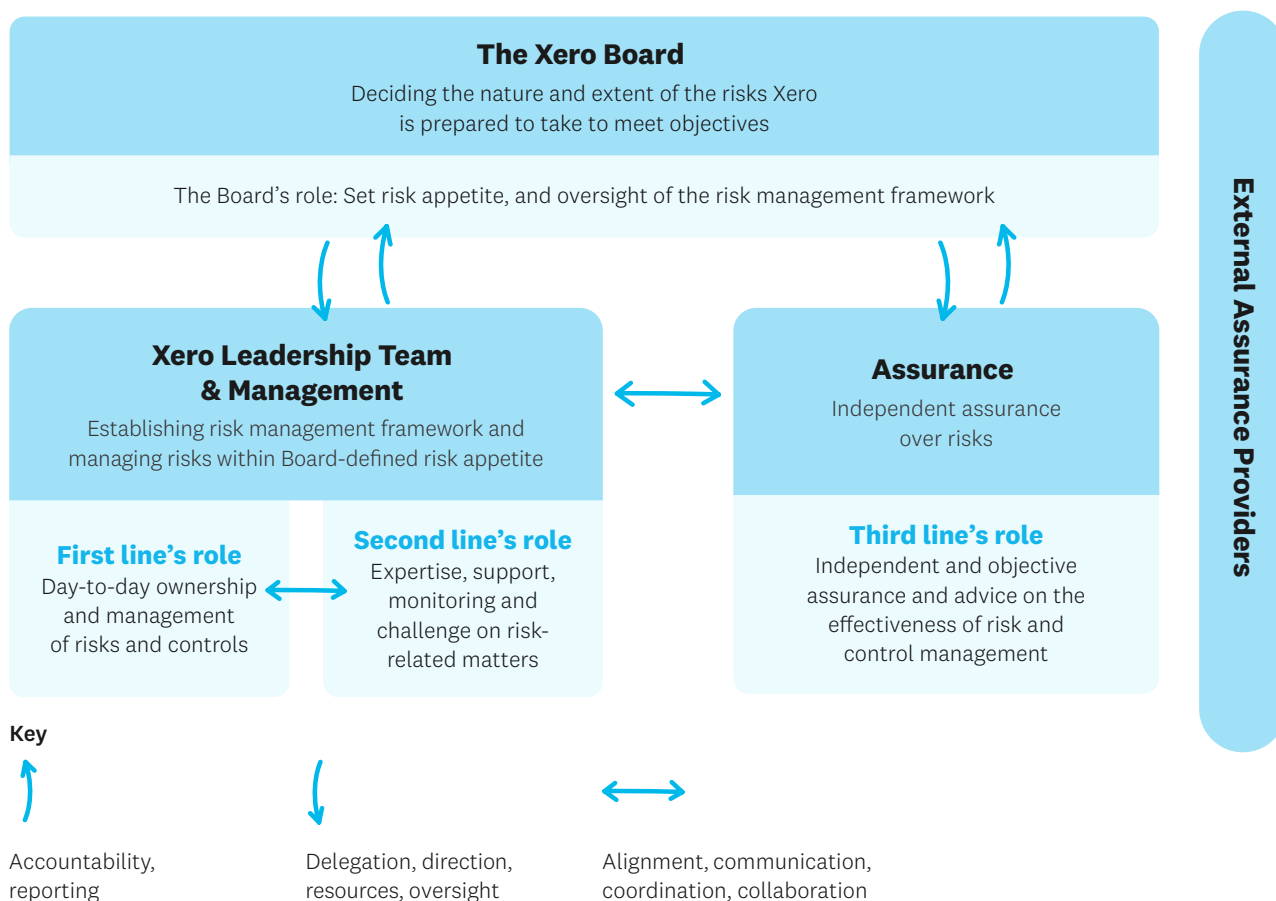 The Xero Board
Deciding the nature and extent of the risks Xero
is prepared to take to meet objectives
The Board’s role: Set risk appetite, and oversight of the risk management framework
Xero Leadership Team
& Management
Establishing risk management framework and
managing risks within Board-defined risk appetite
First line’s role
Day-to-day ownership
and management
of risks and controls
Second line’s role
Expertise, support,
monitoring and
challenge on risk-
related matters
Assurance
Independent assurance
over risks
Third line’s role
Independent and objective
assurance and advice on the
effectiveness of risk and
control management
External Assurance Providers
Key
Accountability,
reporting
Delegation, direction,
resources, oversight
Alignment, communication,
coordination, collaboration